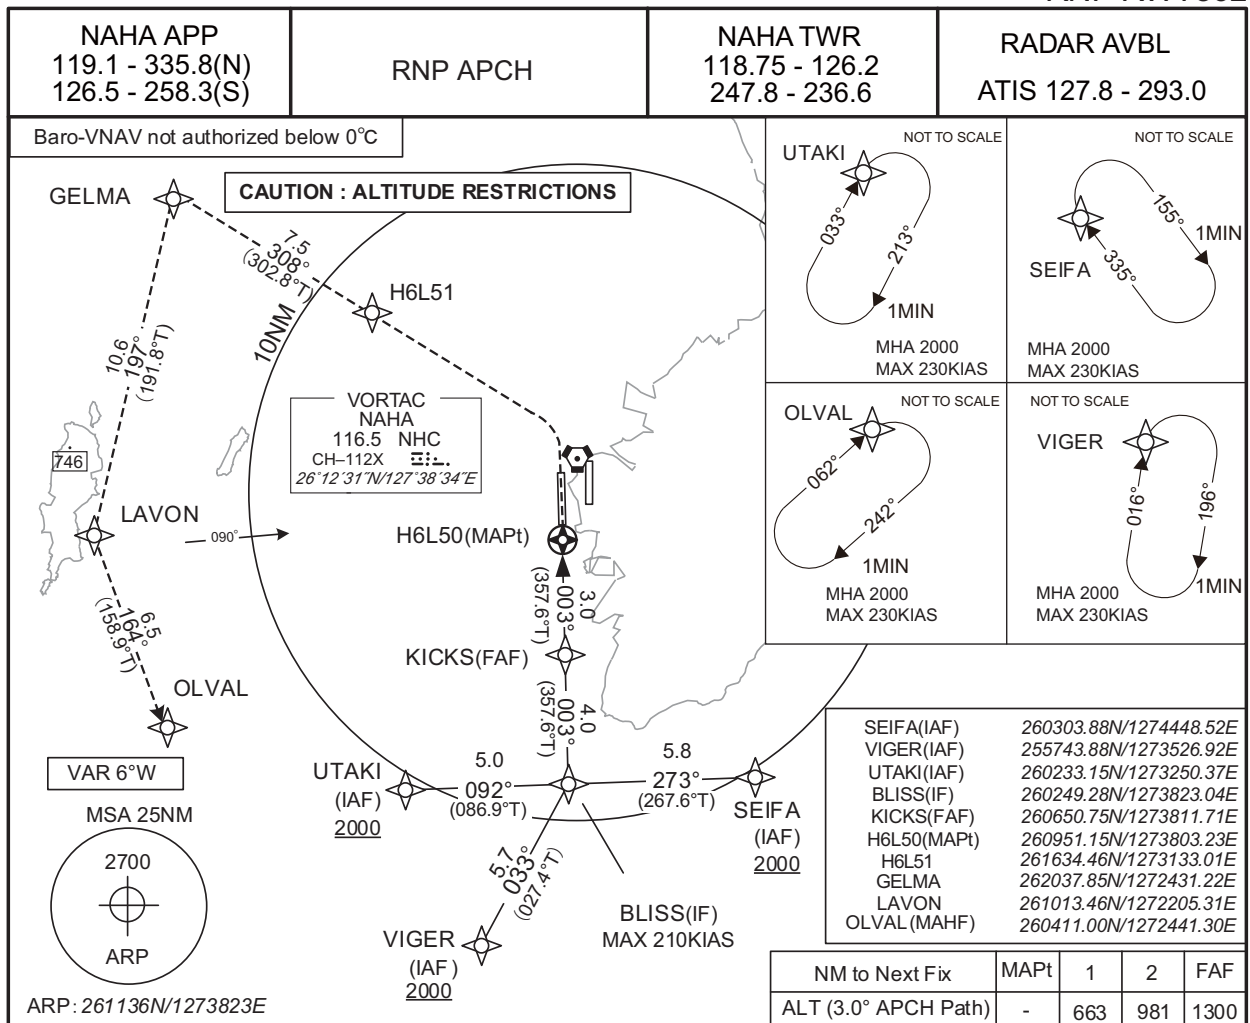 NAHA APP
119.1 - 335.8(N)
126.5 - 258.3(S)
RNP APCH
NAHA TWR
118.75 - 126.2
247.8 - 236.6
RADAR AVBL
ATIS 127.8 - 293.0
Baro-VNAV not authorized below 0°C
CAUTION : ALTITUDE RESTRICTIONS
GELMA
7.5
308°
(302.8°T)
H6L51
10NM
10.6
197°
(191.8°T)
VORTAC
NAHA
116.5 NHC
CH–112X
26°12´31˝N/127°38´34˝E
746
LAVON
090°
H6L50(MAPt)
3.0
003°
(357.6°T)
6.5
164°
(158.9°T)
KICKS(FAF)
OLVAL
4.0
003°
(357.6°T)
VAR 6°W
UTAKI
(IAF)
2000
5.0
092°
(086.9°T)
5.8
273°
(267.6°T)
SEIFA
(IAF)
2000
5.7
033°
(027.4°T)
BLISS(IF)
MAX 210KIAS
VIGER
(IAF)
2000
MSA 25NM
2700
ARP
ARP: 261136N/1273823E
UTAKI
NOT TO SCALE
033°
213°
1MIN
MHA 2000
MAX 230KIAS
NOT TO SCALE
155°
1MIN
SEIFA
335°
MHA 2000
MAX 230KIAS
OLVAL
NOT TO SCALE
062°
242°
1MIN
MHA 2000
MAX 230KIAS
NOT TO SCALE
VIGER
016°
196°
1MIN
MHA 2000
MAX 230KIAS
SEIFA(IAF) 260303.88N/1274448.52E
VIGER(IAF) 255743.88N/1273526.92E
UTAKI(IAF) 260233.15N/1273250.37E
BLISS(IF) 260249.28N/1273823.04E
KICKS(FAF) 260650.75N/1273811.71E
H6L50(MAPt) 260951.15N/1273803.23E
H6L51 261634.46N/1273133.01E
GELMA 262037.85N/1272431.22E
LAVON 261013.46N/1272205.31E
OLVAL(MAHF) 260411.00N/1272441.30E
NM to Next Fix MAPt 1 2 FAF
ALT (3.0° APCH Path) - 663 981 1300